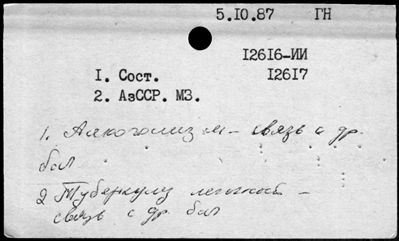 5.10.87 ГН
12616-ИИ
1. Сост. 12617
2. АзССР. МЗ.
1. Алкоголизм – связь с др.
бол " " " "
2 Туберкулез легочный –
связь с др. бол